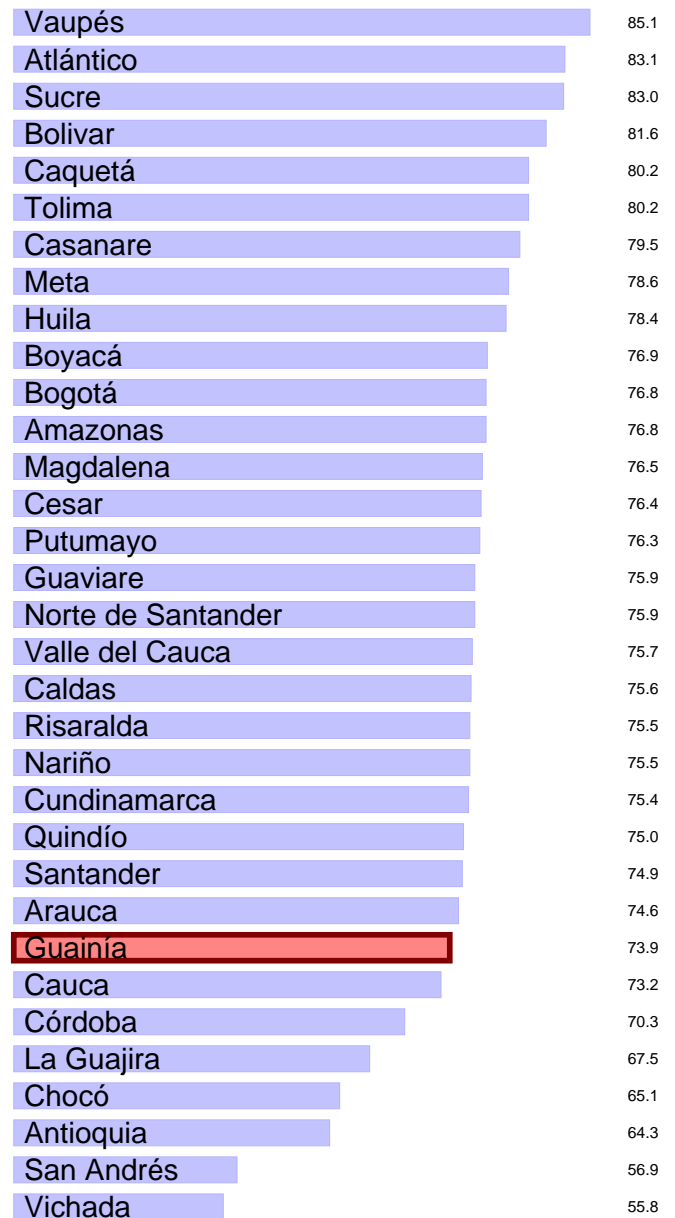 Vaupés 85.1
Atlántico 83.1
Sucre 83.0
Bolivar 81.6
Caquetá 80.2
Tolima 80.2
Casanare 79.5
Meta 78.6
Huila 78.4
Boyacá 76.9
Bogotá 76.8
Amazonas 76.8
Magdalena 76.5
Cesar 76.4
Putumayo 76.3
Guaviare 75.9
Norte de Santander 75.9
Valle del Cauca 75.7
Caldas 75.6
Risaralda 75.5
Nariño 75.5
Cundinamarca 75.4
Quindío 75.0
Santander 74.9
Arauca 74.6
Guainía 73.9
Cauca 73.2
Córdoba 70.3
La Guajira 67.5
Chocó 65.1
Antioquia 64.3
San Andrés 56.9
Vichada 55.8